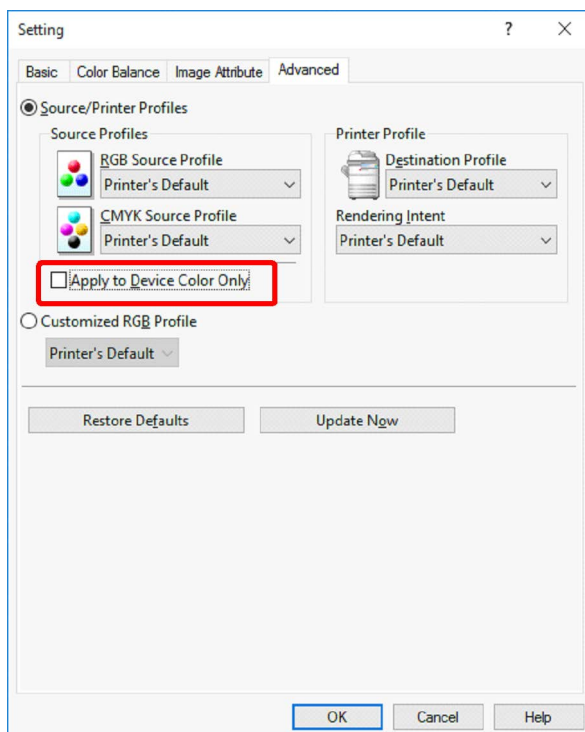 Setting
?
Basic Color Balance Image Attribute Advanced
Source/Printer Profiles
Source Profiles
RGB Source Profile
Printer's Default
CMYK Source Profile
Printer's Default
Apply to Device Color Only
Printer Profile
Destination Profile
Printer's Default
Rendering Intent
Printer's Default
Customized RGB Profile
Printer's Default
Restore Defaults Update Now
OK Cancel Help